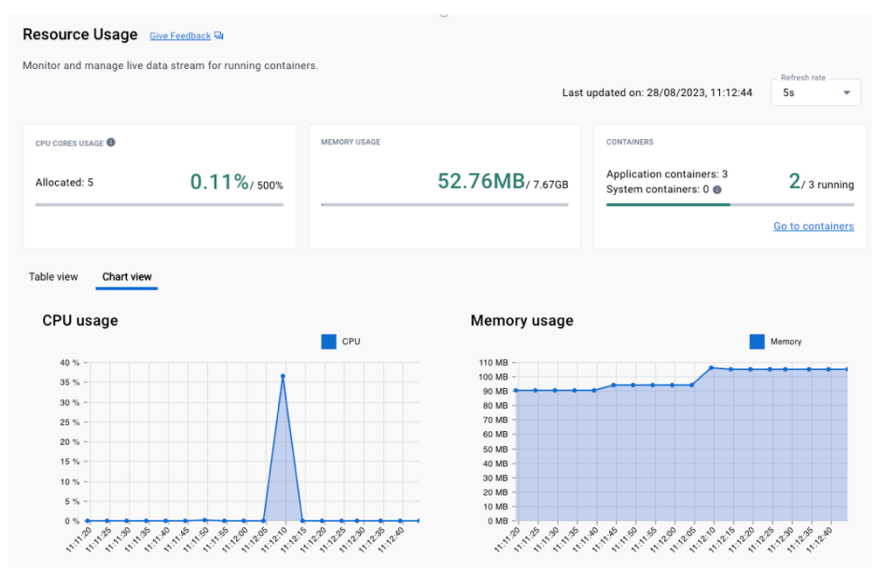 Resource Usage Give Feedback
Monitor and manage live data stream for running containers.
Last updated on: 28/08/2023, 11:12:44
Refresh rate
5s
CPU CORES USAGE
Allocated: 5
0.11% / 500%
MEMORY USAGE
52.76MB / 7.67GB
CONTAINERS
Application containers: 3
System containers: 0
2 / 3 running
Go to containers
Table view Chart view
CPU usage
CPU
40 %
35 %
30 %
25 %
20 %
15 %
10 %
5 %
0 %
11:11:20 11:11:25 11:11:35 11:11:40 11:11:45 11:11:50 11:11:55 11:12:00 11:12:05 11:12:10 11:12:15 11:12:20 11:12:25 11:12:30 11:12:35 11:12:40
Memory usage
Memory
110 MB
100 MB
90 MB
80 MB
70 MB
60 MB
50 MB
40 MB
30 MB
20 MB
10 MB
0 MB
11:11:20 11:11:25 11:11:30 11:11:35 11:11:40 11:11:45 11:11:50 11:11:55 11:12:00 11:12:05 11:12:10 11:12:15 11:12:20 11:12:25 11:12:30 11:12:35 11:12:40